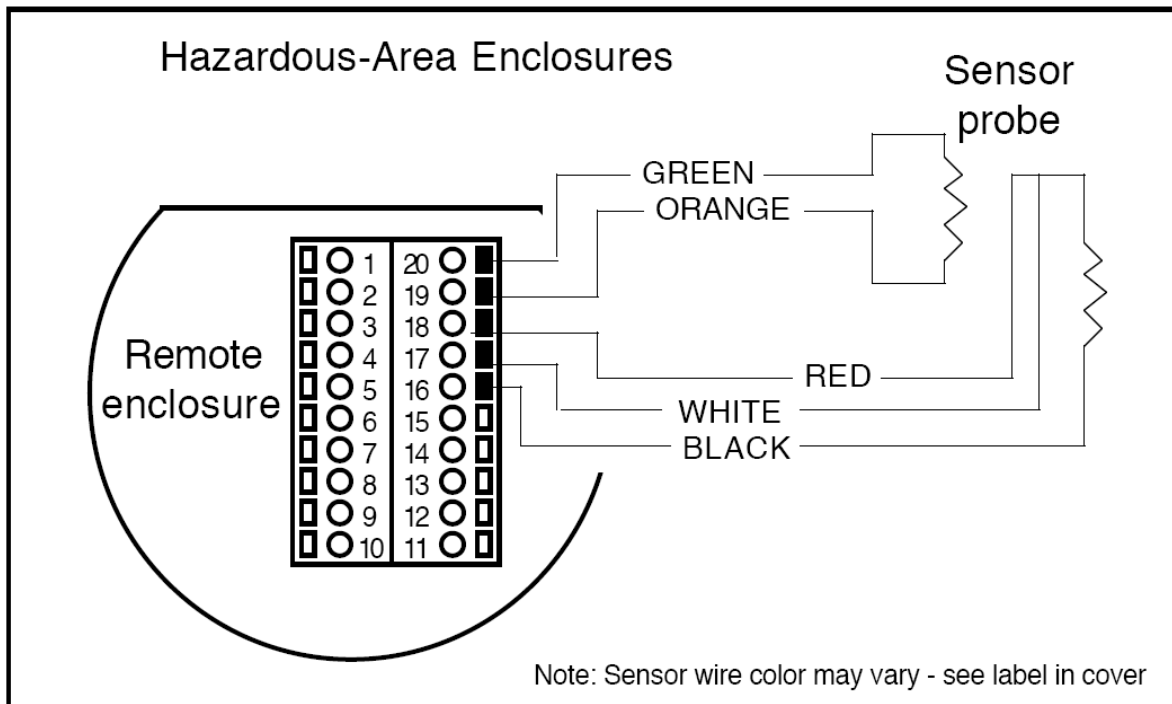 Hazardous-Area Enclosures
Sensor
probe
GREEN
ORANGE
Remote
enclosure
1 20
2 19
3 18
4 17
5 16
6 15
7 14
8 13
9 12
10 11
RED
WHITE
BLACK
Note: Sensor wire color may vary - see label in cover